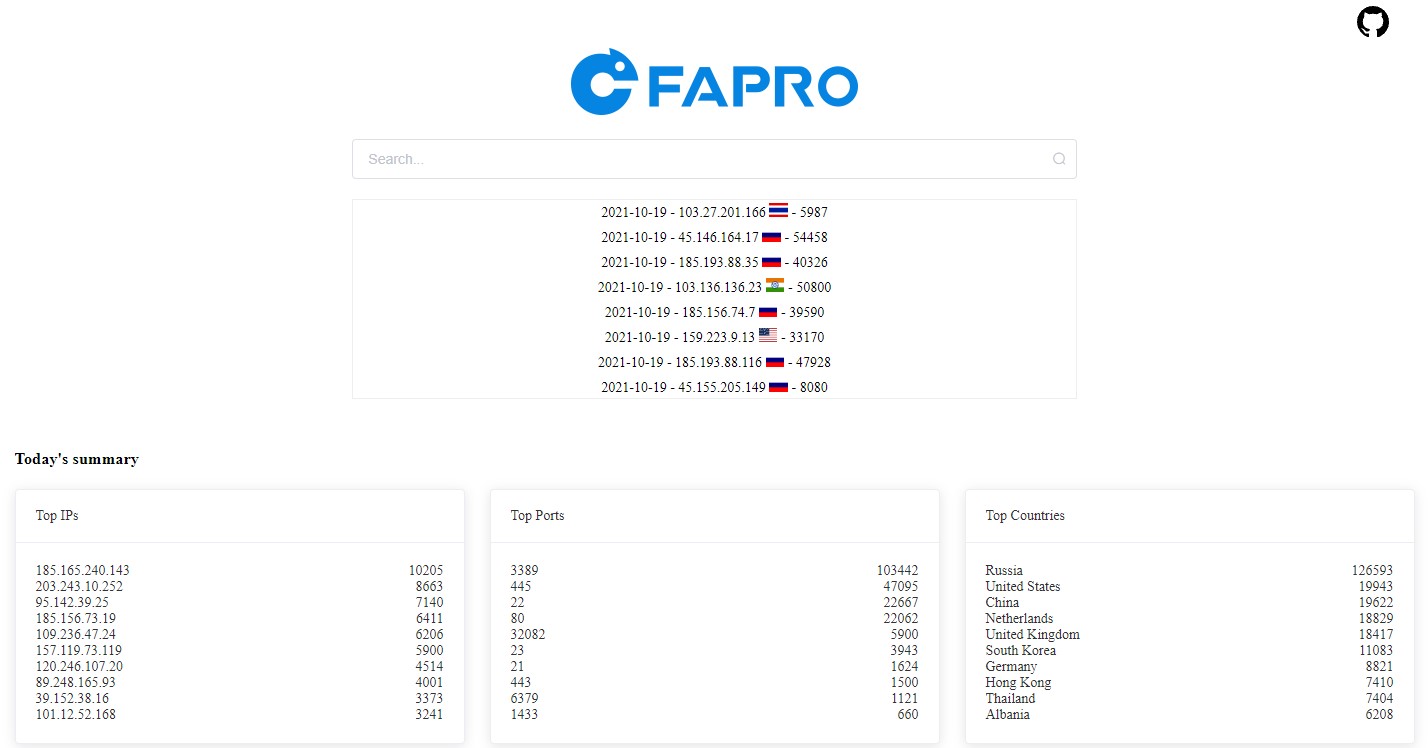 FAPRO
Search...
2021-10-19 - 103.27.201.166 - 5987
2021-10-19 - 45.146.164.17 - 54458
2021-10-19 - 185.193.88.35 - 40326
2021-10-19 - 103.136.136.23 - 50800
2021-10-19 - 185.156.74.7 - 39590
2021-10-19 - 159.223.9.13 - 33170
2021-10-19 - 185.193.88.116 - 47928
2021-10-19 - 45.155.205.149 - 8080
Today's summary
Top IPs
185.165.240.143 10205
203.243.10.252 8663
95.142.39.25 7140
185.156.73.19 6411
109.236.47.24 6206
157.119.73.119 5900
120.246.107.20 4514
89.248.165.93 4001
39.152.38.16 3373
101.12.52.168 3241
Top Ports
3389 103442
445 47095
22 22667
80 22062
32082 5900
23 3943
21 1624
443 1500
6379 1121
1433 660
Top Countries
Russia 126593
United States 19943
China 19622
Netherlands 18829
United Kingdom 18417
South Korea 11083
Germany 8821
Hong Kong 7410
Thailand 7404
Albania 6208